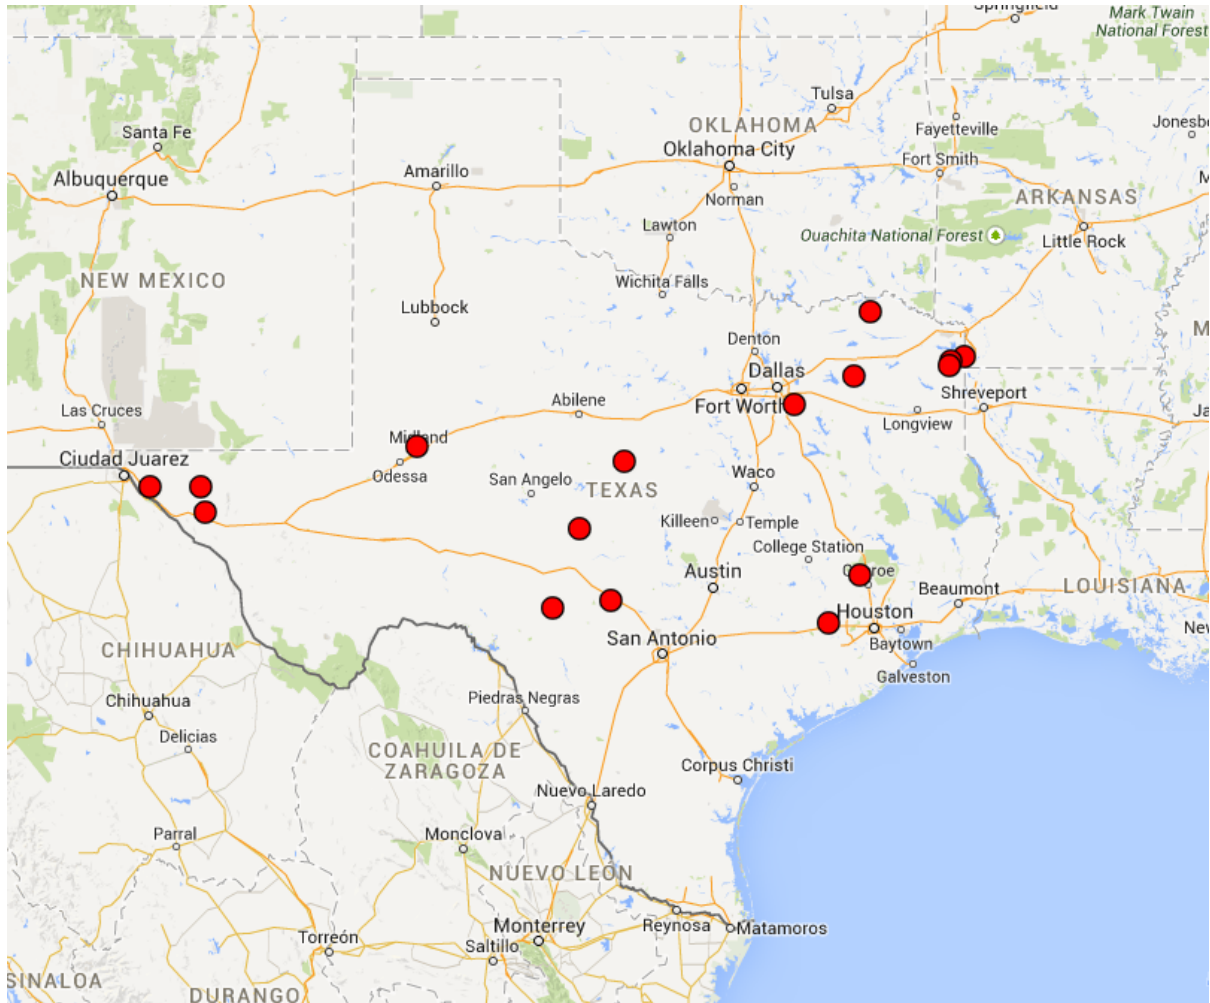 Springfield
Mark Twain
National Forest
Tulsa
Santa Fe
OKLAHOMA
Fayetteville
Oklahoma City
Amarillo
Fort Smith
Albuquerque
Norman
ARKANSAS
Lawton
Ouachita National Forest
Little Rock
NEW MEXICO
Wichita Falls
Lubbock
Denton
Dallas
Abilene
Shreveport
Las Cruces
Fort Worth
Longview
Midland
Ciudad Juarez
Odessa
San Angelo
Waco
TEXAS
Killeen
Temple
College Station
Austin
Conroe
LOUISIANA
Beaumont
Houston
San Antonio
Baytown
CHIHUAHUA
Galveston
Piedras Negras
Chihuahua
Delicias
COAHUILA DE
ZARAGOZA
Corpus Christi
Nuevo Laredo
Parral
Monclova
NUEVO LEÓN
Monterrey
Reynosa
Matamoros
Torreón
Saltillo
SINALOA
DURANGO